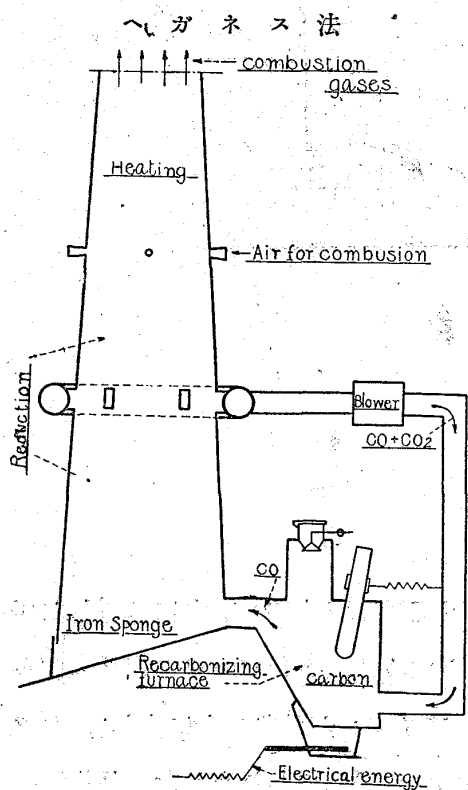 ヘガネス法
combustion
gases
Heating
Air for combusion
Reduction
Blower
CO+CO2
CO
Iron Sponge
Recarbonizing
furnace
carbon
Electrical energy